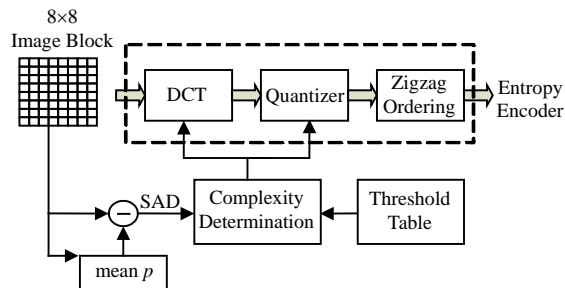 8×8
Image Block
DCT
Quantizer
Zigzag
Ordering
Entropy
Encoder
SAD
Complexity
Determination
Threshold
Table
mean p